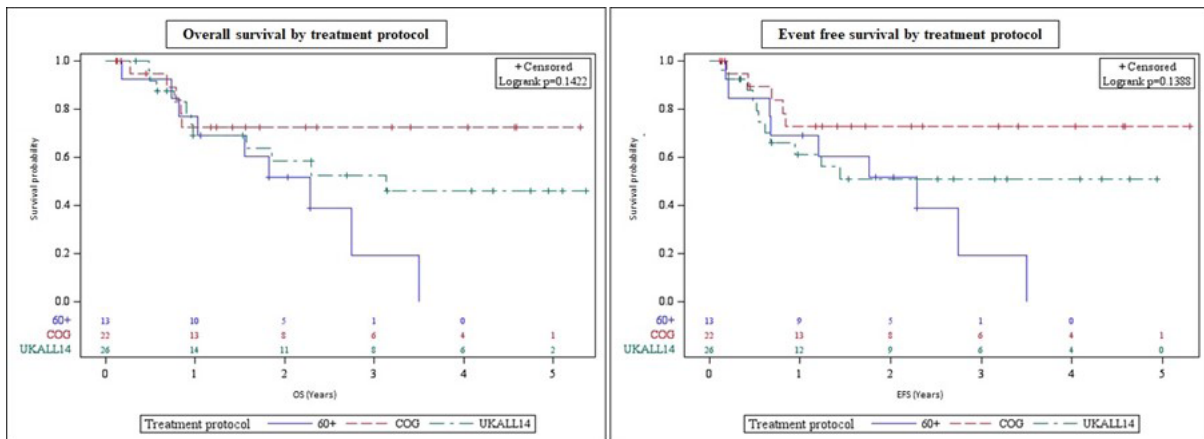 Overall survival by treatment protocol
+ Censored
Logrank p=0.1422
Survival probability
1.0
0.8
0.6
0.4
0.2
0.0
60+ 13 10 5 1 0
COG 22 13 8 6 4 1
UKALL14 26 14 11 8 6 2
0 1 2 3 4 5
OS (Years)
Treatment protocol 60+ COG UKALL14
Event free survival by treatment protocol
+ Censored
Logrank p=0.1388
Survival probability
1.0
0.8
0.6
0.4
0.2
0.0
60+ 13 9 5 1 0
COG 22 13 8 6 4 1
UKALL14 26 12 9 6 4 0
0 1 2 3 4 5
EFS (Years)
Treatment protocol 60+ COG UKALL14